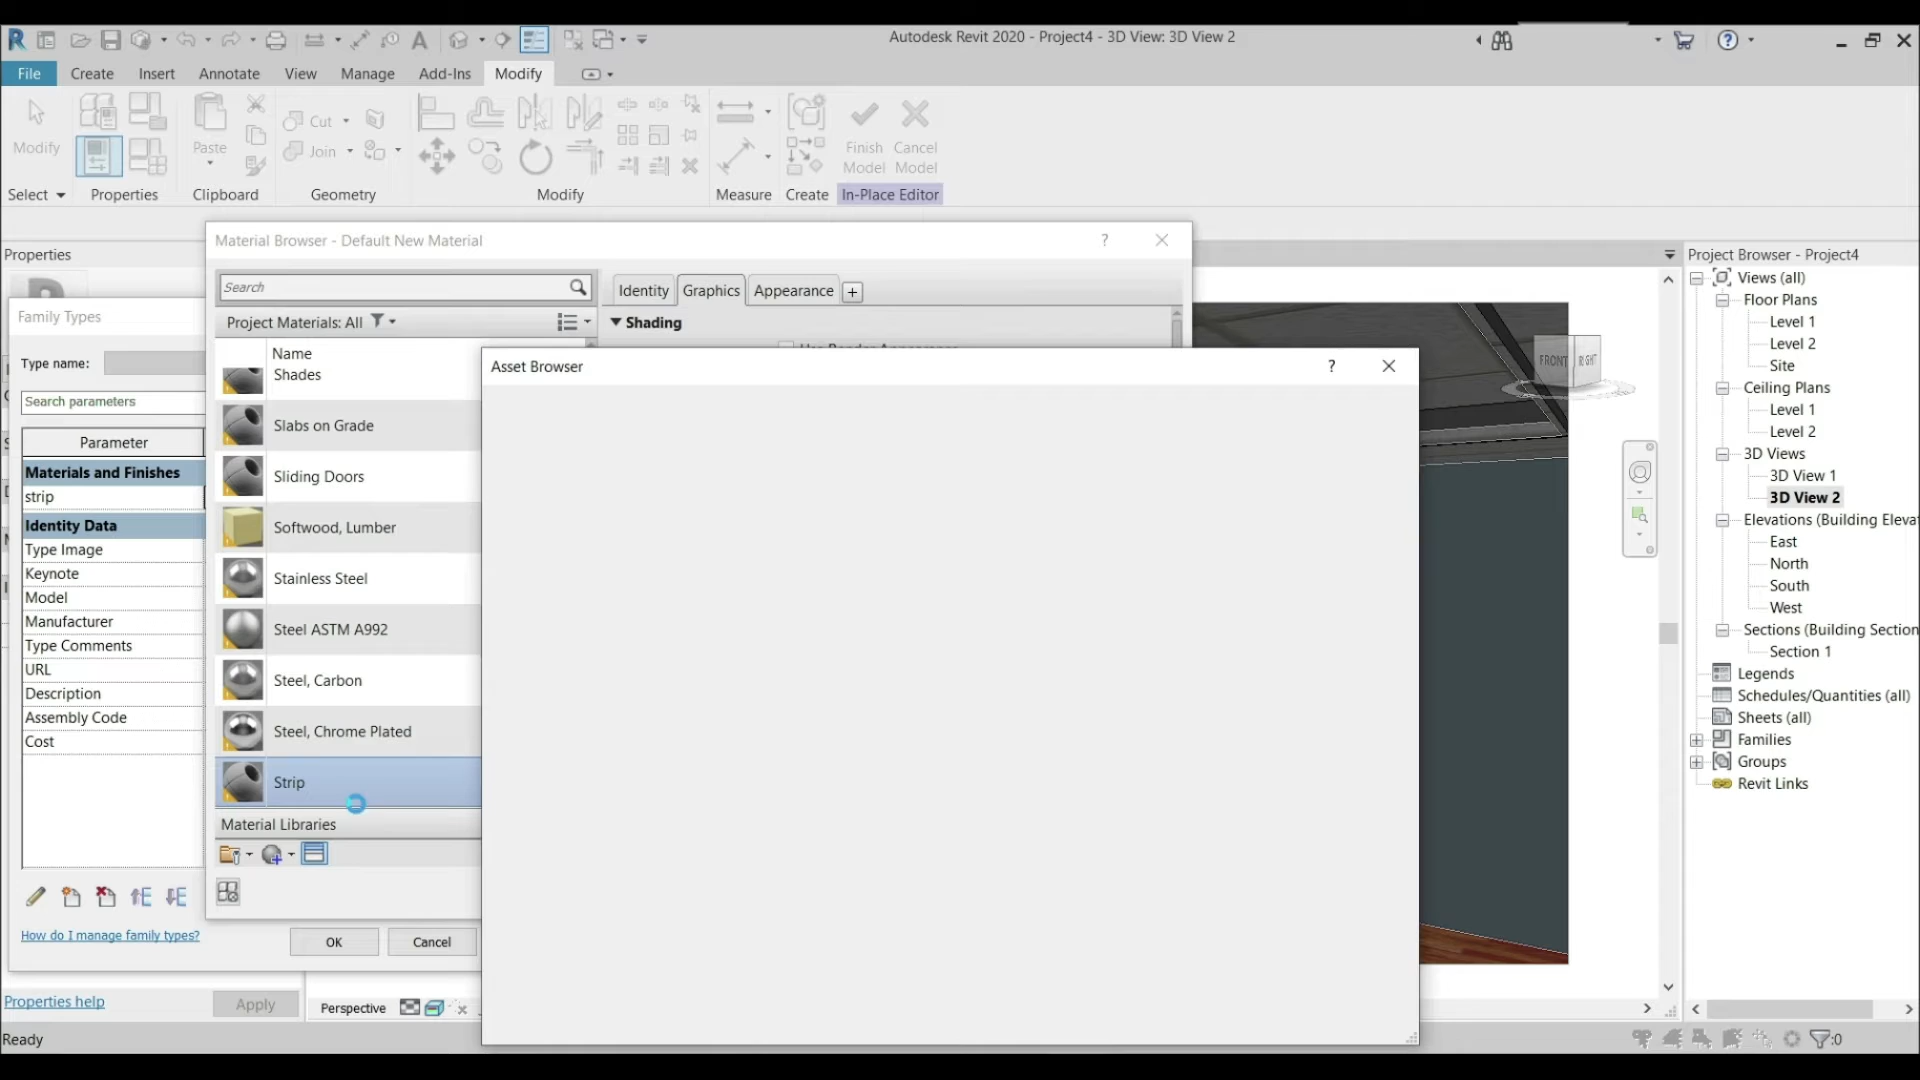 Autodesk Revit 2020 - Project4 - 3D View: 3D View 2
File Create Insert Annotate View Manage Add-Ins Modify
Modify
Paste
Cut
Join
Finish Model
Cancel Model
Select Properties Clipboard Geometry Modify Measure Create In-Place Editor
Properties
Family Types
Type name:
Search parameters
Parameter
Materials and Finishes
strip
Identity Data
Type Image
Keynote
Model
Manufacturer
Type Comments
URL
Description
Assembly Code
Cost
How do I manage family types?
OK Cancel
Properties help
Apply
Perspective
Ready
Material Browser - Default New Material
?
Search
Project Materials: All
Name
Shades
Slabs on Grade
Sliding Doors
Softwood, Lumber
Stainless Steel
Steel ASTM A992
Steel, Carbon
Steel, Chrome Plated
Strip
Material Libraries
Identity Graphics Appearance +
Shading
Asset Browser
?
FRONT
Project Browser - Project4
Views (all)
Floor Plans
Level 1
Level 2
Site
Ceiling Plans
Level 1
Level 2
3D Views
3D View 1
3D View 2
Elevations (Building Eleva
East
North
South
West
Sections (Building Section
Section 1
Legends
Schedules/Quantities (all)
Sheets (all)
Families
Groups
Revit Links
:0